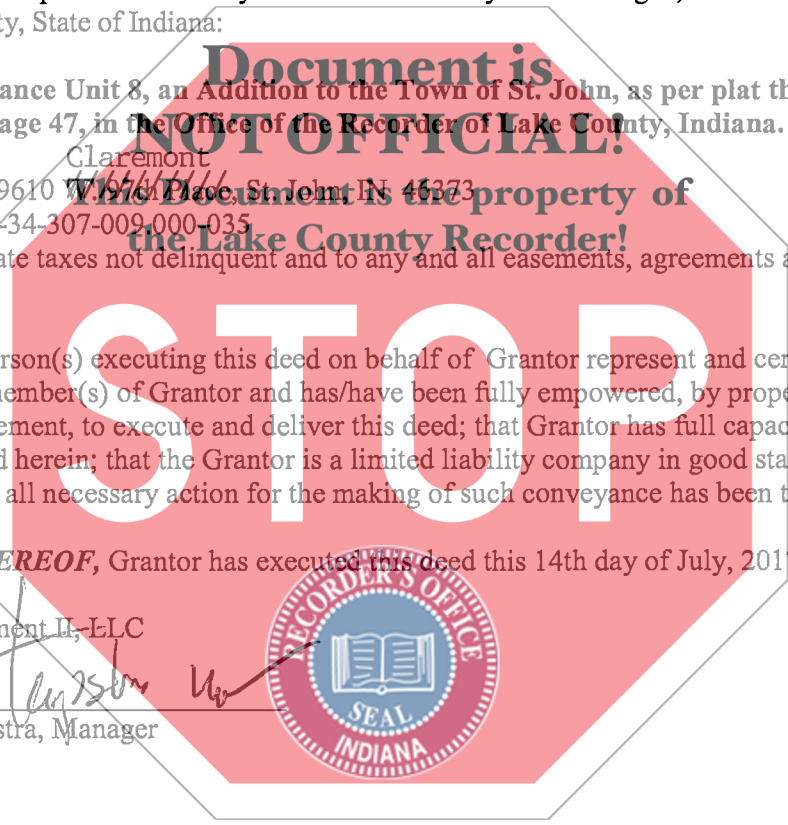 ty, State of Indiana:
Document is
ance Unit 8, an Addition to the Town of St. John, as per plat th
NOT OFFICIAL!
age 47, in the Office of the Recorder of Lake County, Indiana.
Claremont
9610 W. 97th Place, St. John, IN 46373
This Document is the property of
-34-307-009-000-035
the Lake County Recorder!
ate taxes not delinquent and to any and all easements, agreements a
STOP
rson(s) executing this deed on behalf of Grantor represent and cer
member(s) of Grantor and has/have been fully empowered, by prope
ement, to execute and deliver this deed; that Grantor has full capac
d herein; that the Grantor is a limited liability company in good sta
all necessary action for the making of such conveyance has been t
EREOF, Grantor has executed this deed this 14th day of July, 201
ment II, LLC
stra, Manager
RECORDER'S OFFICE
SEAL
INDIANA